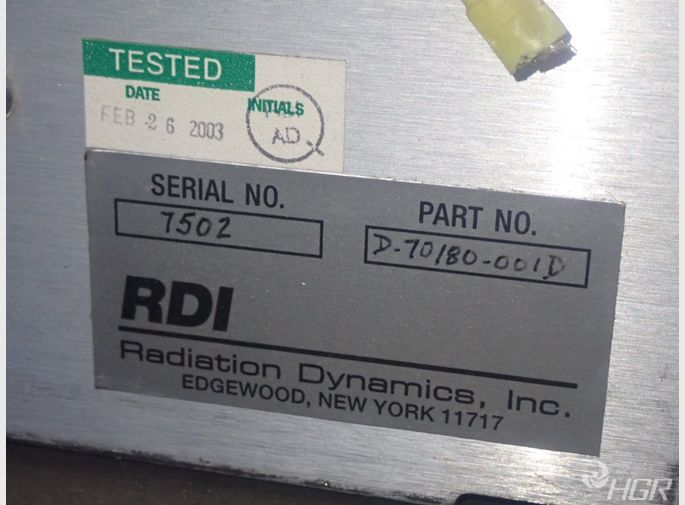 TESTED
DATE
INITIALS
FEB 26 2003
AD
SERIAL NO.
7502
PART NO.
D-70180-001D
RDI
Radiation Dynamics, Inc.
EDGEWOOD, NEW YORK 11717
HGR